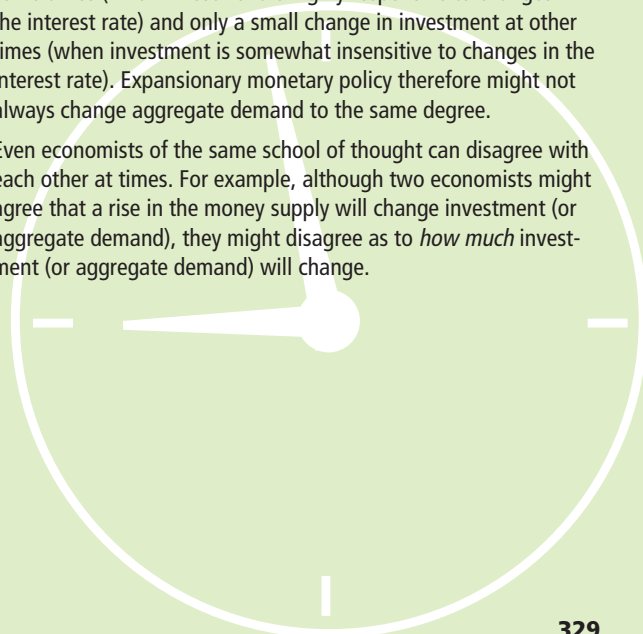 the interest rate) and only a small change in investment at other
times (when investment is somewhat insensitive to changes in the
interest rate). Expansionary monetary policy therefore might not
always change aggregate demand to the same degree.
Even economists of the same school of thought can disagree with
each other at times. For example, although two economists might
agree that a rise in the money supply will change investment (or
aggregate demand), they might disagree as to how much invest-
ment (or aggregate demand) will change.
329